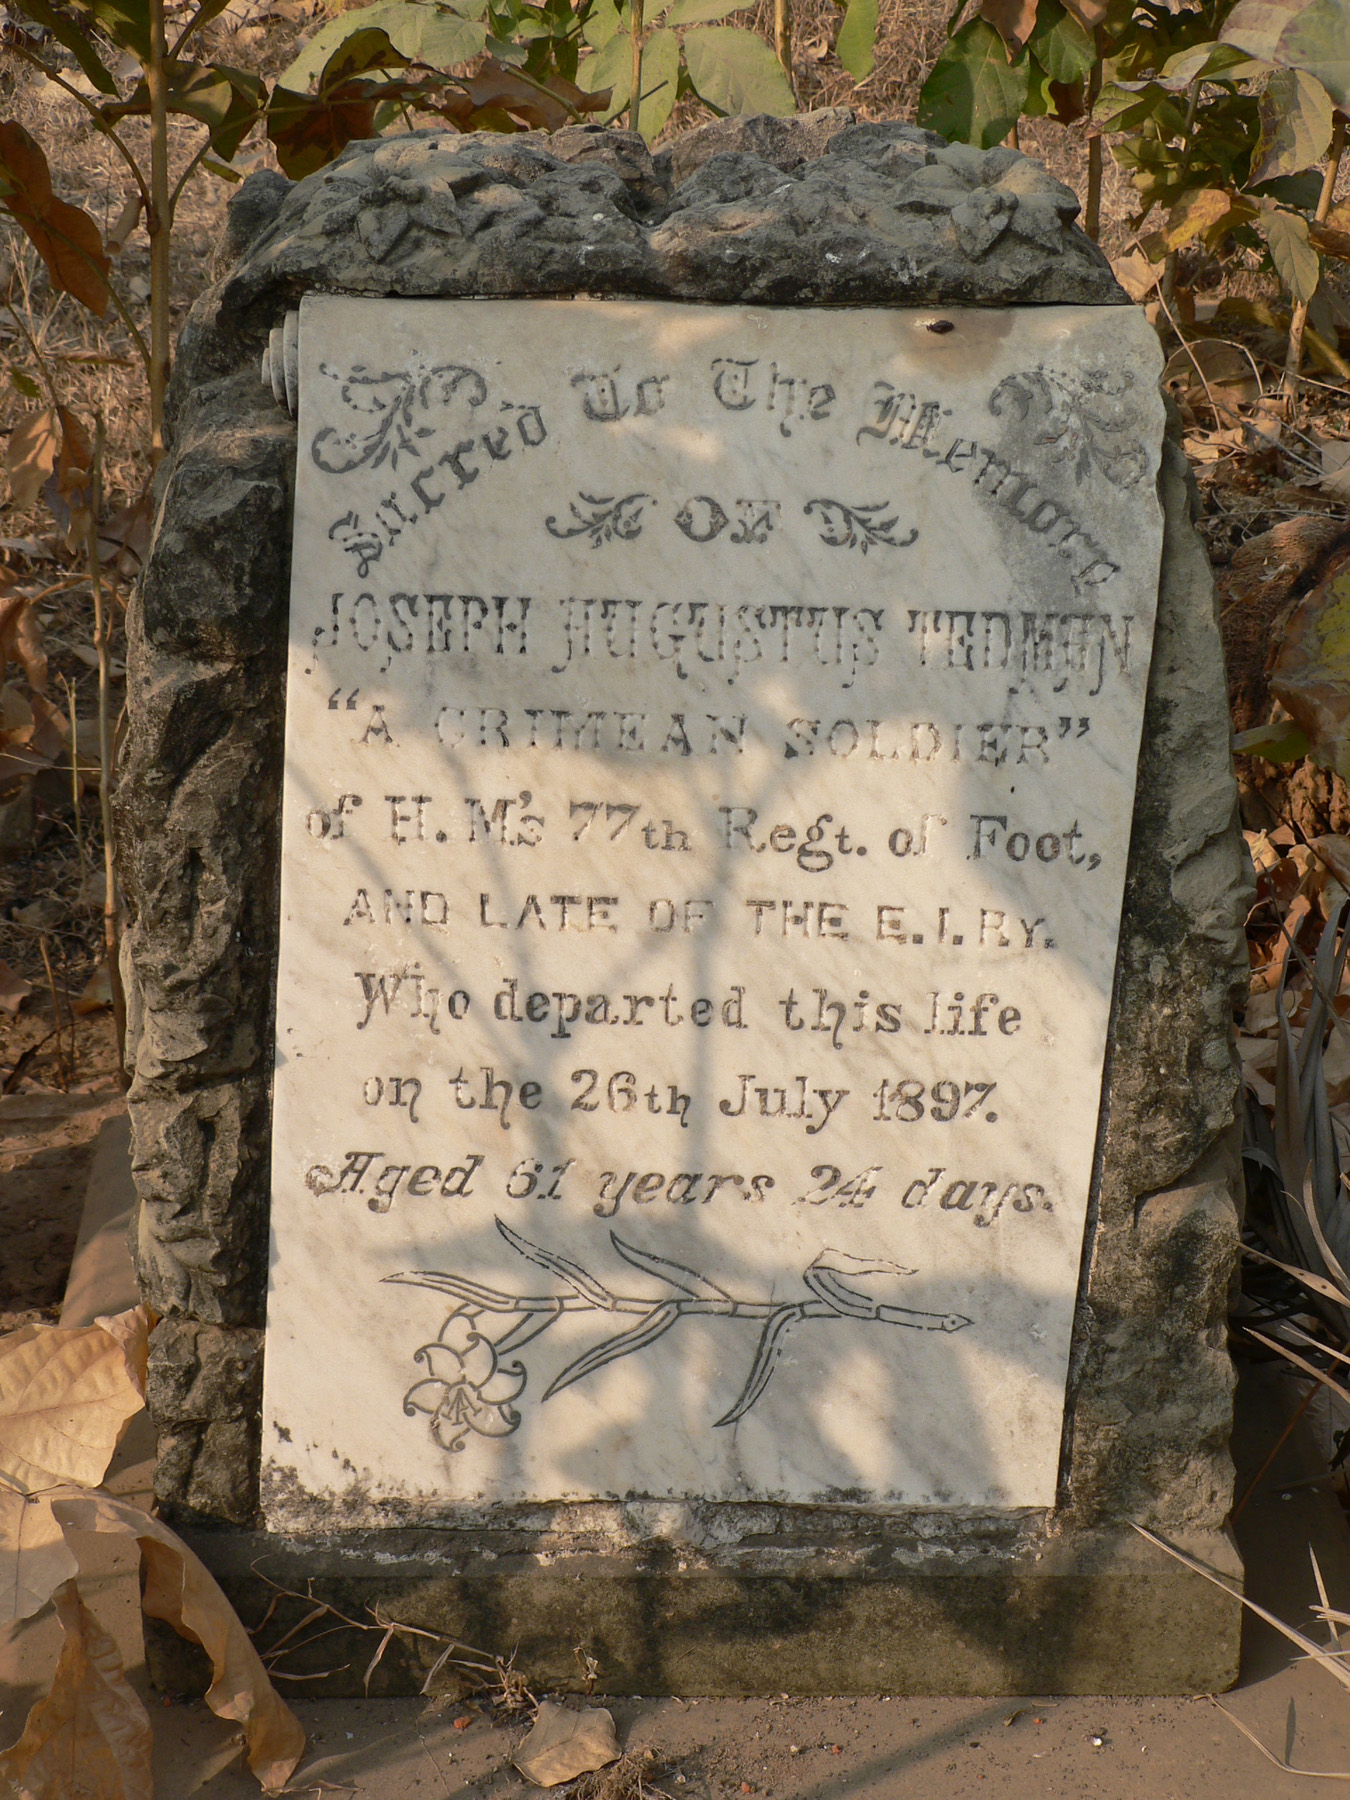 Sacred To The Memory
OF
JOSEPH AUGUSTUS TEDMAN
"A CRIMEAN SOLDIER"
of H. M's 77th Regt. of Foot,
AND LATE OF THE E. I. RY.
Who departed this life
on the 26th July 1897.
Aged 61 years 24 days.